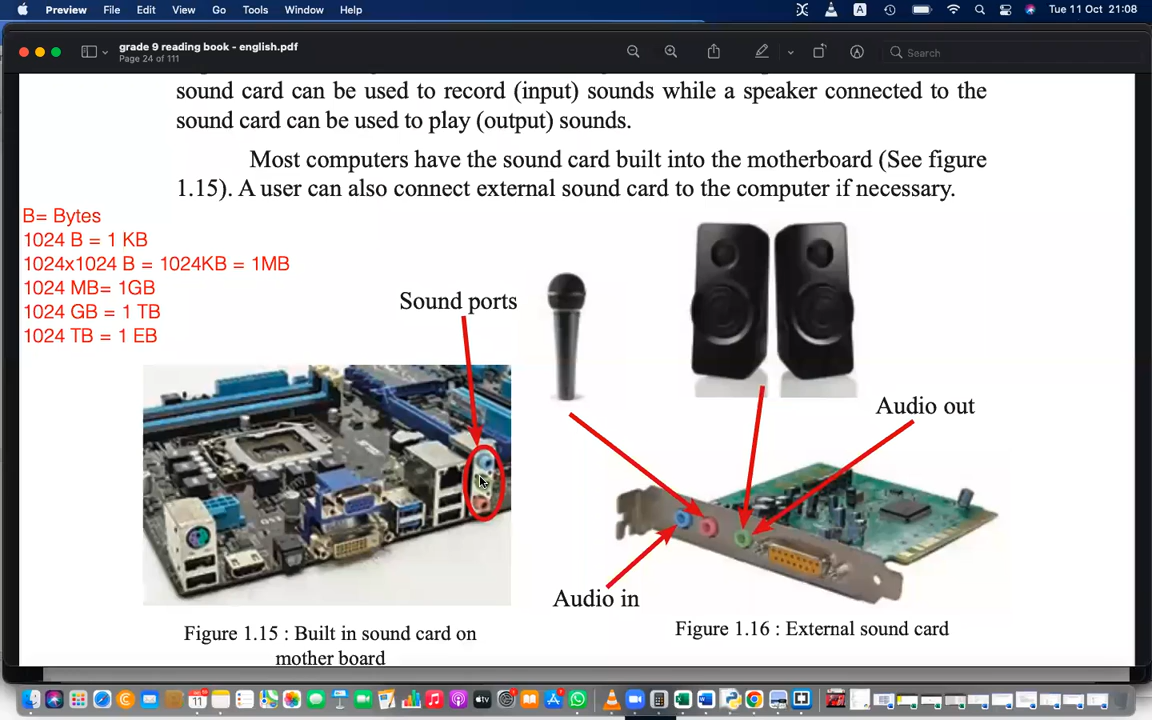 Preview File Edit View Go Tools Window Help A Tue 11 Oct 21:08
grade 9 reading book - english.pdf
Page 24 of 111
Search
sound card can be used to record (input) sounds while a speaker connected to the
sound card can be used to play (output) sounds.
Most computers have the sound card built into the motherboard (See figure
1.15). A user can also connect external sound card to the computer if necessary.
B= Bytes
1024 B = 1 KB
1024x1024 B = 1024KB = 1MB
1024 MB= 1GB
1024 GB = 1 TB
1024 TB = 1 EB
Sound ports
Audio out
Audio in
Figure 1.15 : Built in sound card on
mother board
Figure 1.16 : External sound card